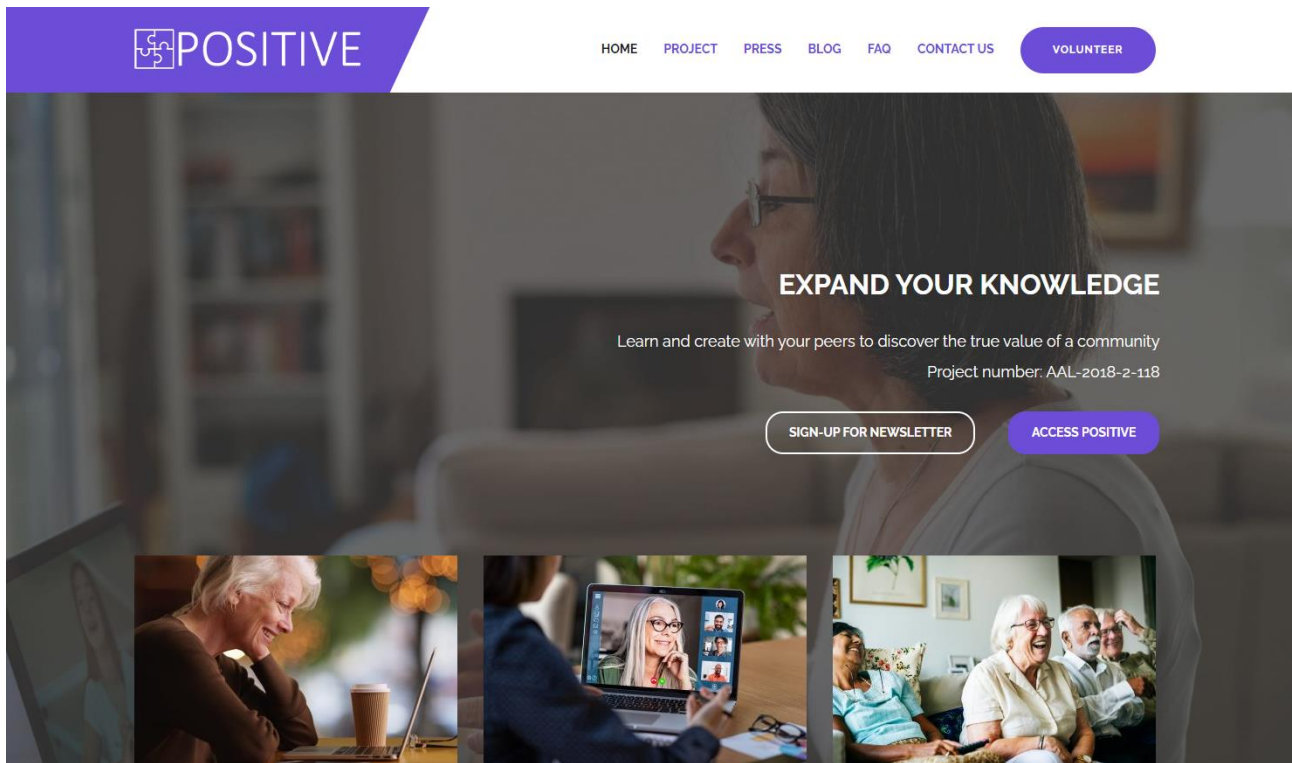 POSITIVE
HOME PROJECT PRESS BLOG FAQ CONTACT US VOLUNTEER
EXPAND YOUR KNOWLEDGE
Learn and create with your peers to discover the true value of a community
Project number: AAL-2018-2-118
SIGN-UP FOR NEWSLETTER ACCESS POSITIVE